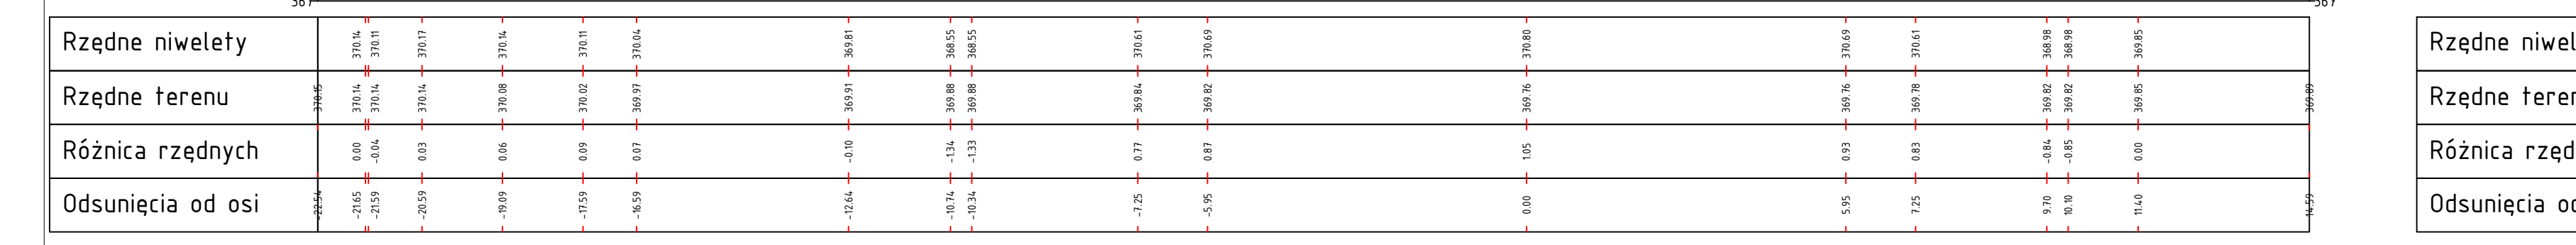 367 367
Rzędne niwelety 370.14 370.11 370.17 370.14 370.11 370.04 369.81 368.55 368.55 370.61 370.69 370.80 370.69 370.61 368.98 368.98 369.85 Rzędne niwel
Rzędne terenu 370.15 370.14 370.14 370.14 370.08 370.02 369.97 369.91 369.88 369.88 369.84 369.82 369.76 369.76 369.78 369.82 369.82 369.85 369.89 Rzędne teren
Różnica rzędnych 0.00 -0.04 0.03 0.06 0.09 0.07 -0.10 -1.34 -1.33 0.77 0.87 1.05 0.93 0.83 -0.84 -0.85 0.00 Różnica rzęd
Odsunięcia od osi -22.54 -21.65 -21.59 -20.59 -19.09 -17.59 -16.59 -12.64 -10.74 -10.34 -7.25 -5.95 0.00 5.95 7.25 9.70 10.10 11.40 14.59 Odsunięcia od